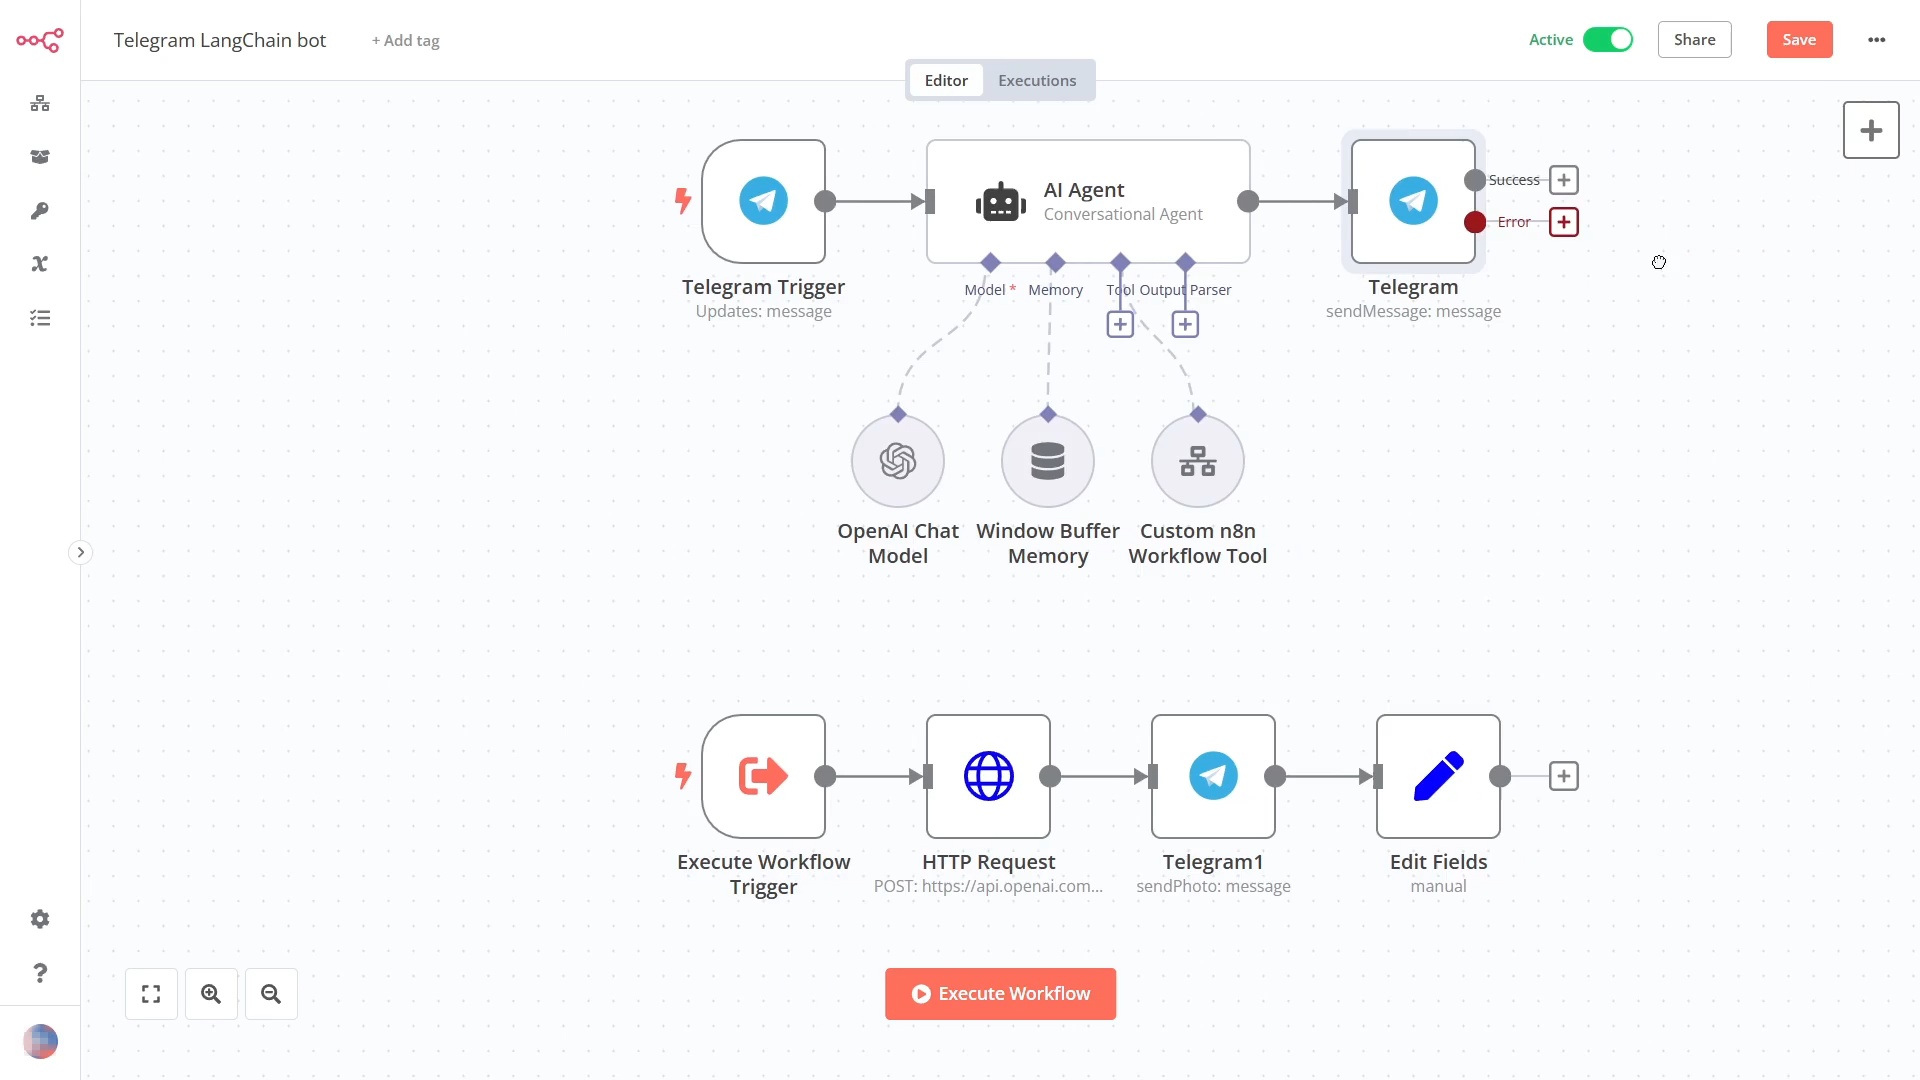 Telegram LangChain bot
+ Add tag
Active
Share
Save
Editor
Executions
AI Agent
Conversational Agent
Success
Error
Telegram Trigger
Updates: message
Model *
Memory
Tool
Output Parser
Telegram
sendMessage: message
OpenAI Chat
Model
Window Buffer
Memory
Custom n8n
Workflow Tool
Execute Workflow
Trigger
HTTP Request
POST: https://api.openai.com...
Telegram1
sendPhoto: message
Edit Fields
manual
Execute Workflow